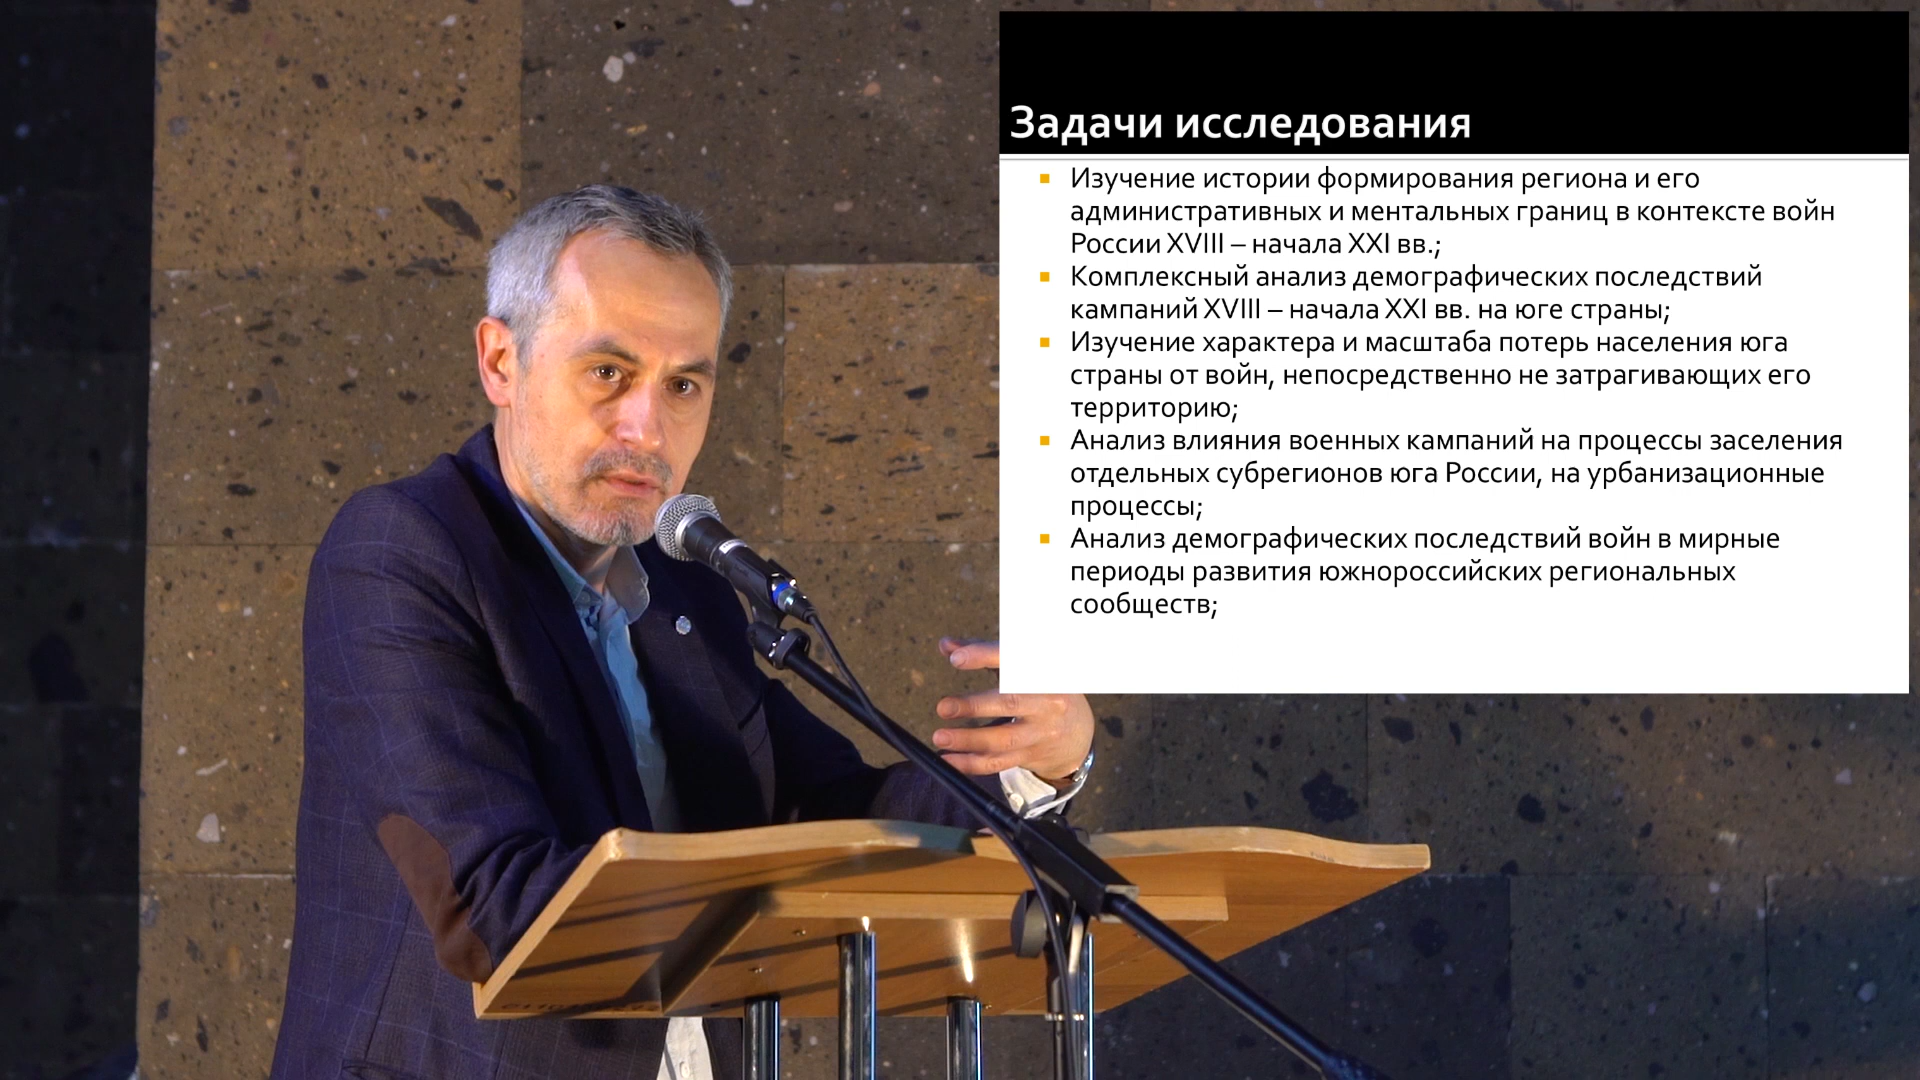 Задачи исследования
Изучение истории формирования региона и его
административных и ментальных границ в контексте войн
России XVIII – начала XXI вв.;
Комплексный анализ демографических последствий
кампаний XVIII – начала XXI вв. на юге страны;
Изучение характера и масштаба потерь населения юга
страны от войн, непосредственно не затрагивающих его
территорию;
Анализ влияния военных кампаний на процессы заселения
отдельных субрегионов юга России, на урбанизационные
процессы;
Анализ демографических последствий войн в мирные
периоды развития южнороссийских региональных
сообществ;